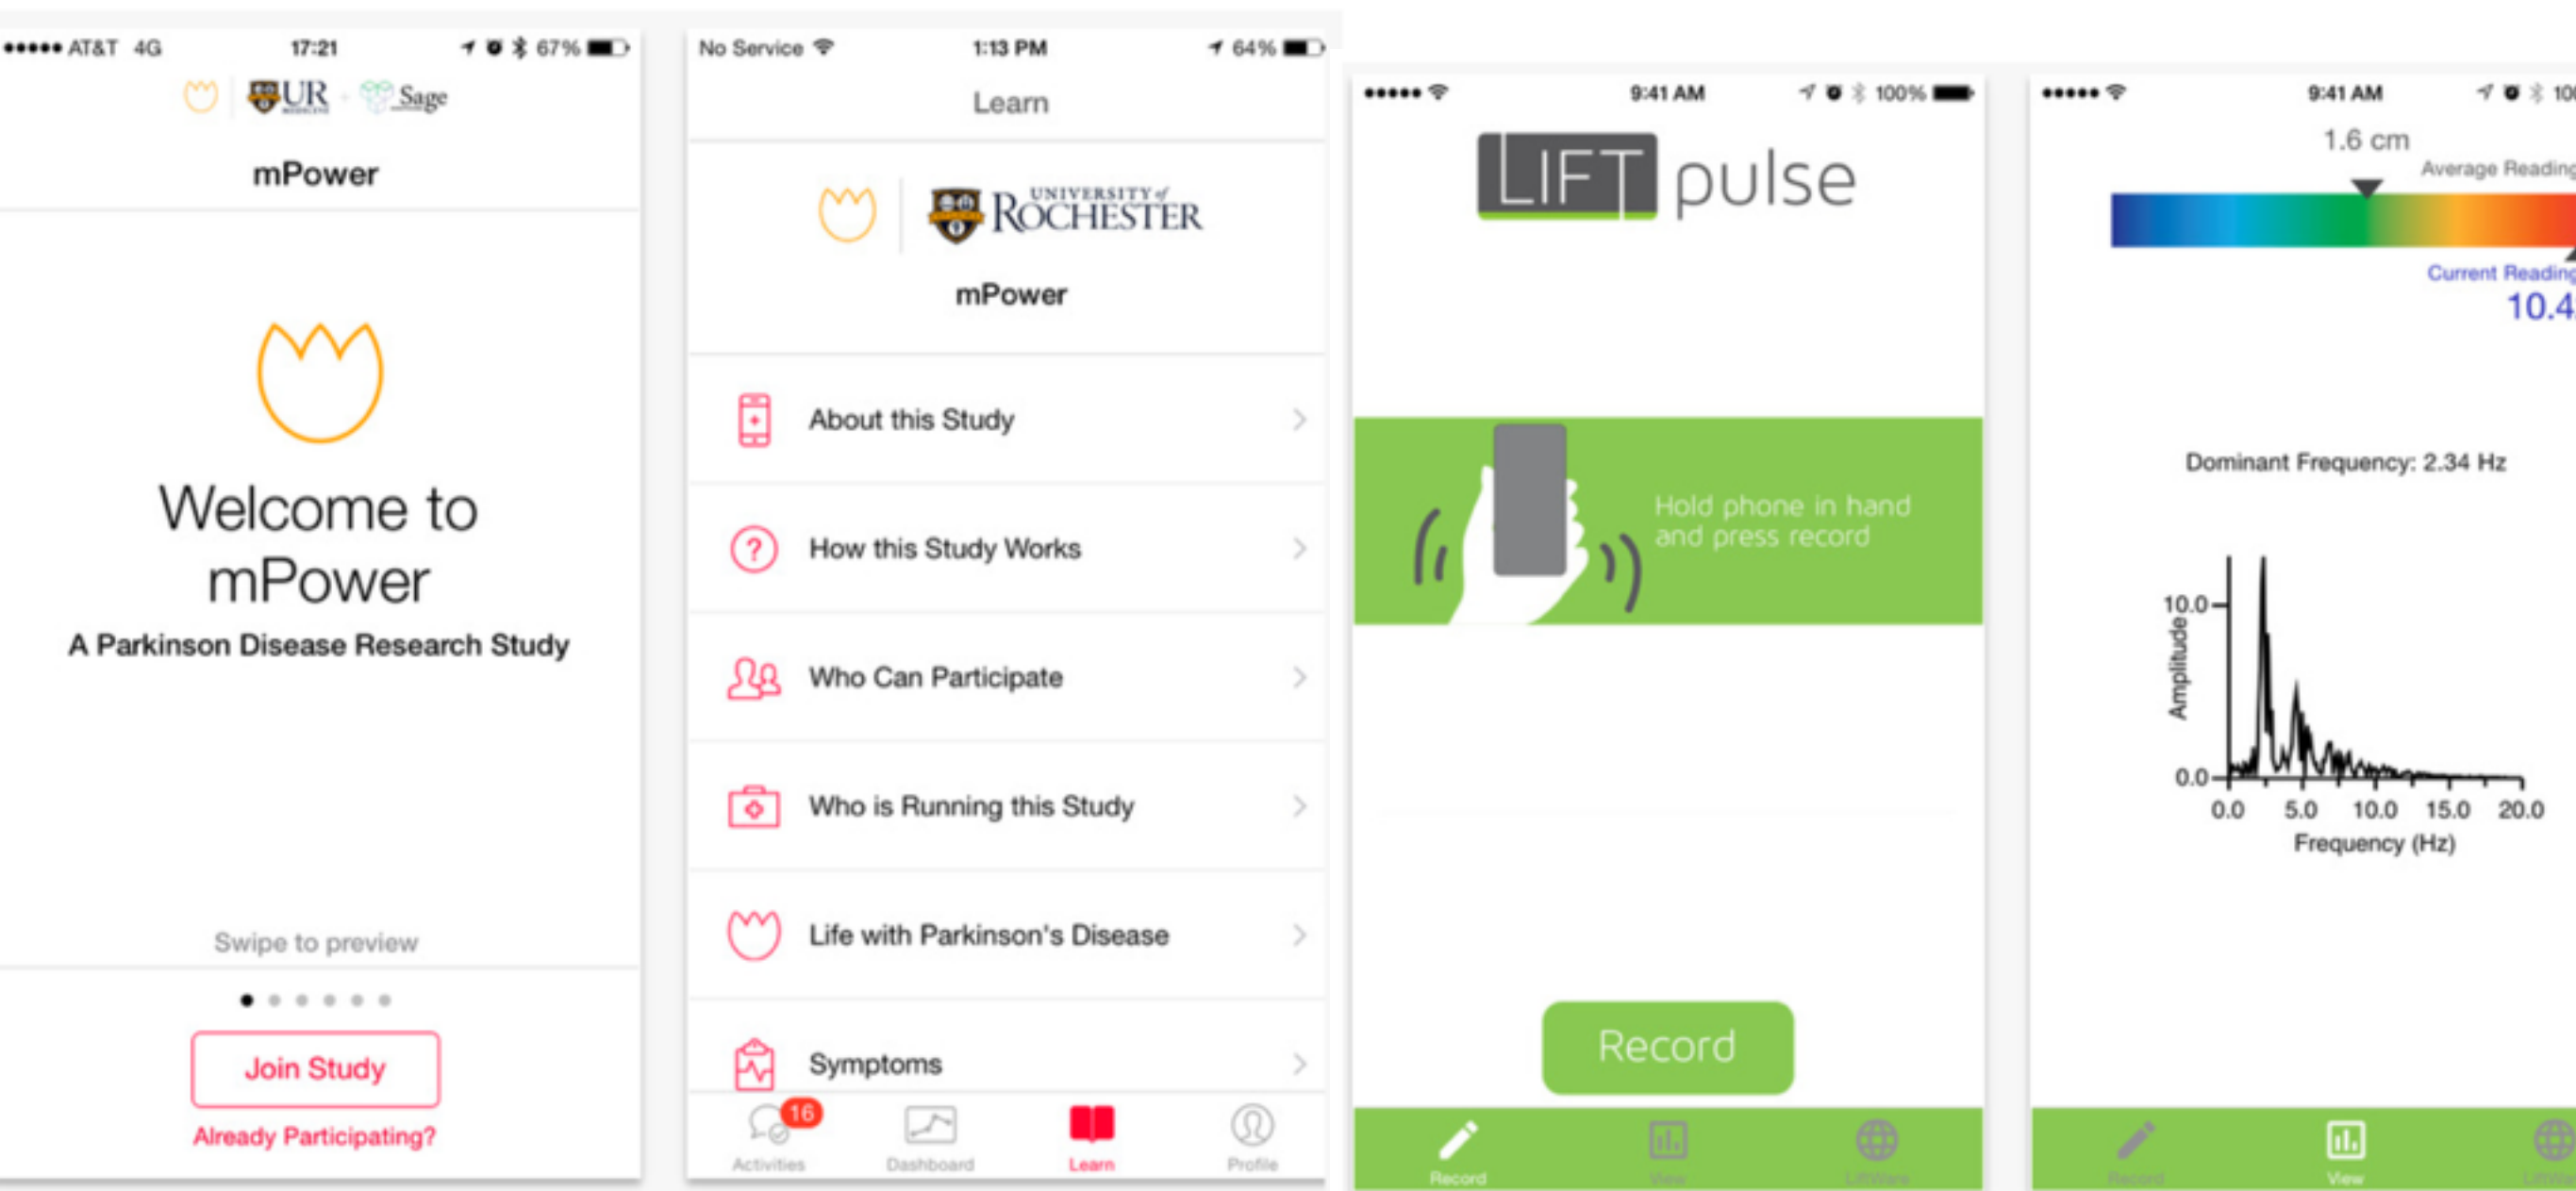 AT&T 4G 17:21 67%
UR
MEDICINE
Sage
mPower
Welcome to
mPower
A Parkinson Disease Research Study
Swipe to preview
Join Study
Already Participating?
No Service 1:13 PM 64%
Learn
UNIVERSITY of
ROCHESTER
mPower
About this Study
How this Study Works
Who Can Participate
Who is Running this Study
Life with Parkinson's Disease
Symptoms
16
Activities Dashboard Learn Profile
9:41 AM 100%
LIFT pulse
Hold phone in hand
and press record
Record
Record View LiftWare
9:41 AM 10
1.6 cm
Average Reading
Current Reading
10.4
Dominant Frequency: 2.34 Hz
10.0
Amplitude
0.0
0.0 5.0 10.0 15.0 20.0
Frequency (Hz)
Record View